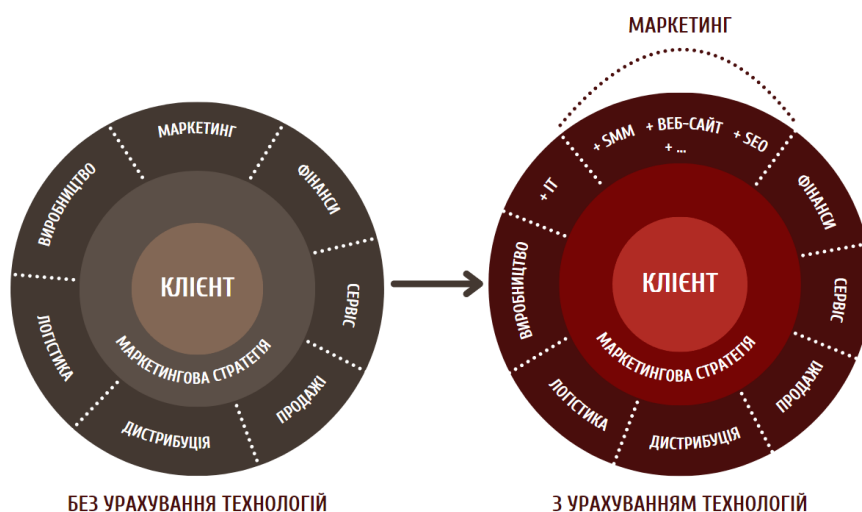 МАРКЕТИНГ
МАРКЕТИНГ
ФІНАНСИ
СЕРВІС
ПРОДАЖІ
ДИСТРИБУЦІЯ
ЛОГІСТИКА
ВИРОБНИЦТВО
КЛІЄНТ
МАРКЕТИНГОВА СТРАТЕГІЯ
БЕЗ УРАХУВАННЯ ТЕХНОЛОГІЙ
+ SMM
+ ВЕБ-САЙТ
+ SEO
+ ...
ФІНАНСИ
СЕРВІС
ПРОДАЖІ
ДИСТРИБУЦІЯ
ЛОГІСТИКА
ВИРОБНИЦТВО
+ IT
КЛІЄНТ
МАРКЕТИНГОВА СТРАТЕГІЯ
З УРАХУВАННЯМ ТЕХНОЛОГІЙ